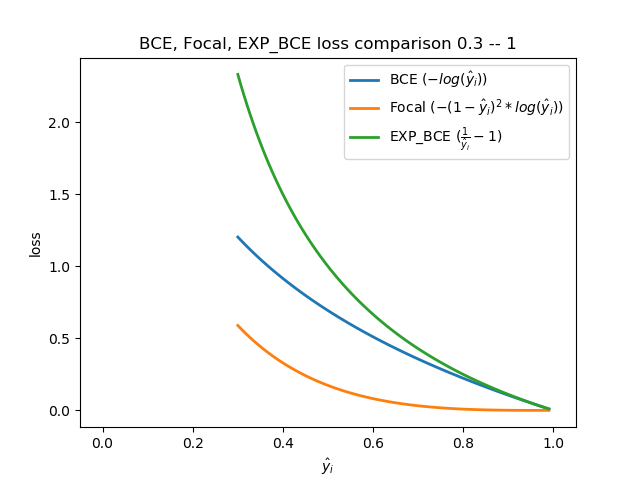 BCE, Focal, EXP_BCE loss comparison 0.3 -- 1
BCE (−log(ŷᵢ))
Focal (−(1 − ŷᵢ)² * log(ŷᵢ))
EXP_BCE (1/ŷᵢ − 1)
loss
2.0
1.5
1.0
0.5
0.0
0.0 0.2 0.4 0.6 0.8 1.0
ŷᵢ